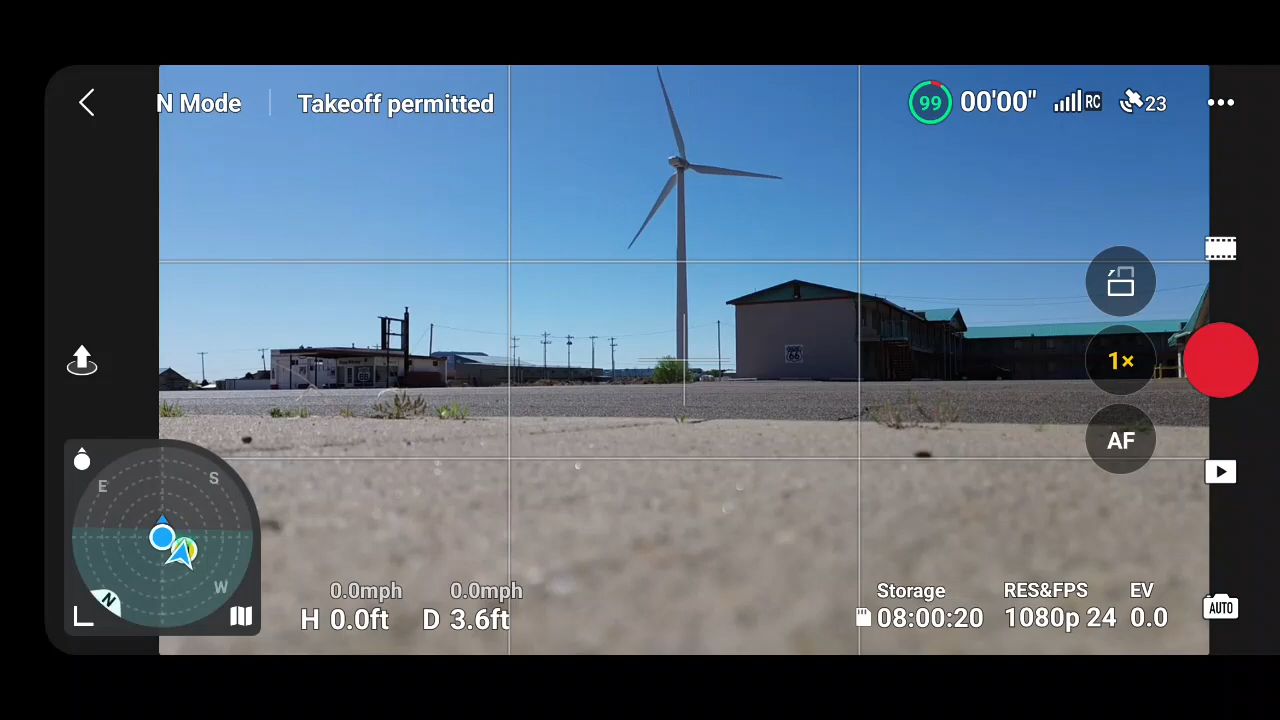 N Mode
Takeoff permitted
99
00'00"
RC
23
1×
AF
E
S
W
N
0.0mph
0.0mph
H 0.0ft
D 3.6ft
Storage
08:00:20
RES&FPS
1080p 24
EV
0.0
AUTO
66